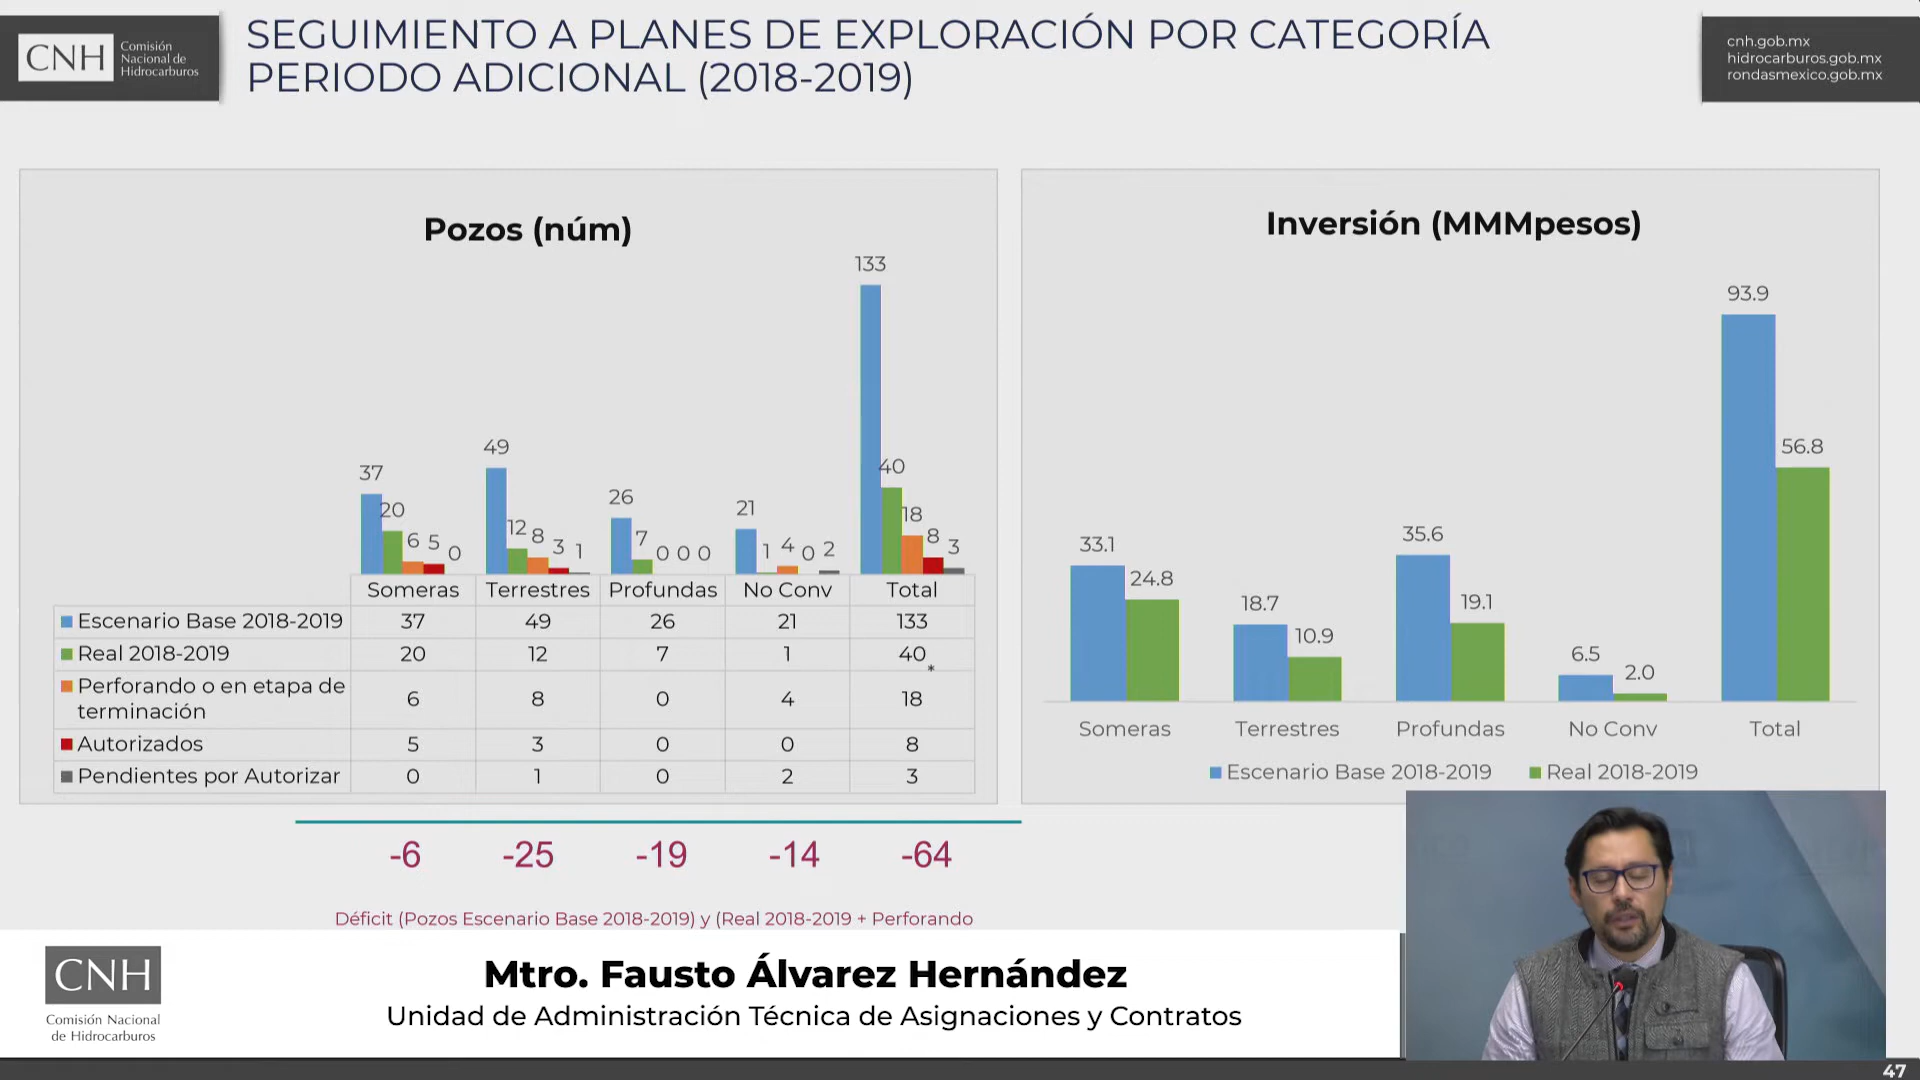 CNH
Comisión
Nacional de
Hidrocarburos
SEGUIMIENTO A PLANES DE EXPLORACIÓN POR CATEGORÍA
PERIODO ADICIONAL (2018-2019)
cnh.gob.mx
hidrocarburos.gob.mx
rondasmexico.gob.mx
Pozos (núm)
133
49
37
26
21
40
20
12
7
1
18
6
8
0
4
8
5
3
0
0
3
0
1
0
2
Someras Terrestres Profundas No Conv Total
Escenario Base 2018-2019 37 49 26 21 133
Real 2018-2019 20 12 7 1 40
*
Perforando o en etapa de
terminación 6 8 0 4 18
Autorizados 5 3 0 0 8
Pendientes por Autorizar 0 1 0 2 3
-6 -25 -19 -14 -64
Déficit (Pozos Escenario Base 2018-2019) y (Real 2018-2019 + Perforando
Inversión (MMMpesos)
33.1 24.8 18.7 10.9 35.6 19.1 6.5 2.0 93.9 56.8
Someras Terrestres Profundas No Conv Total
Escenario Base 2018-2019 Real 2018-2019
CNH
Comisión Nacional
de Hidrocarburos
Mtro. Fausto Álvarez Hernández
Unidad de Administración Técnica de Asignaciones y Contratos
47